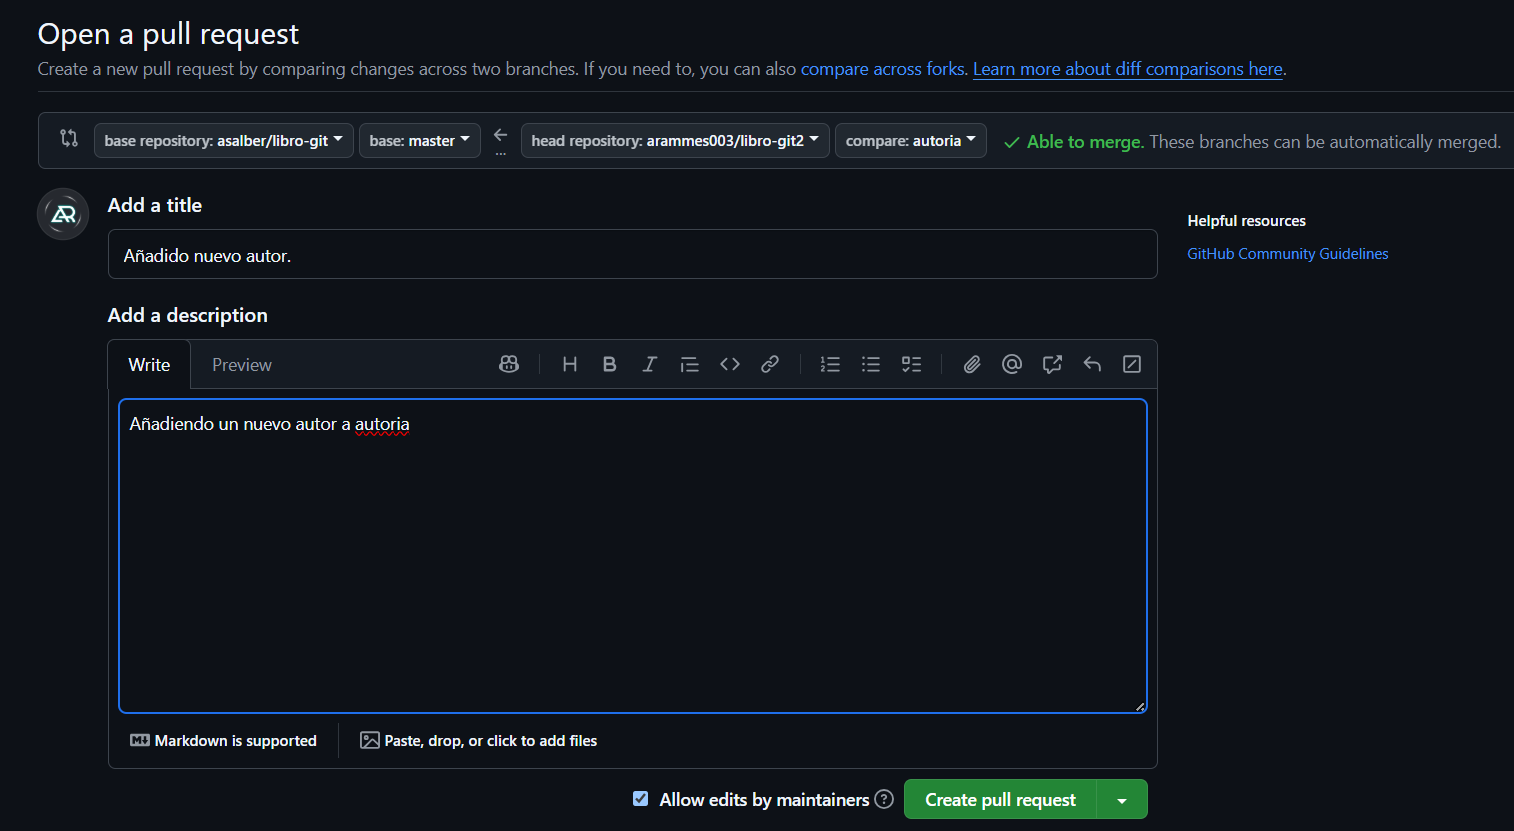 Open a pull request
Create a new pull request by comparing changes across two branches. If you need to, you can also compare across forks. Learn more about diff comparisons here.
base repository: asalber/libro-git base: master ... head repository: arammes003/libro-git2 compare: autoria Able to merge. These branches can be automatically merged.
AR
Add a title
Añadido nuevo autor.
Helpful resources
GitHub Community Guidelines
Add a description
Write Preview
Añadiendo un nuevo autor a autoria
Markdown is supported Paste, drop, or click to add files
Allow edits by maintainers Create pull request